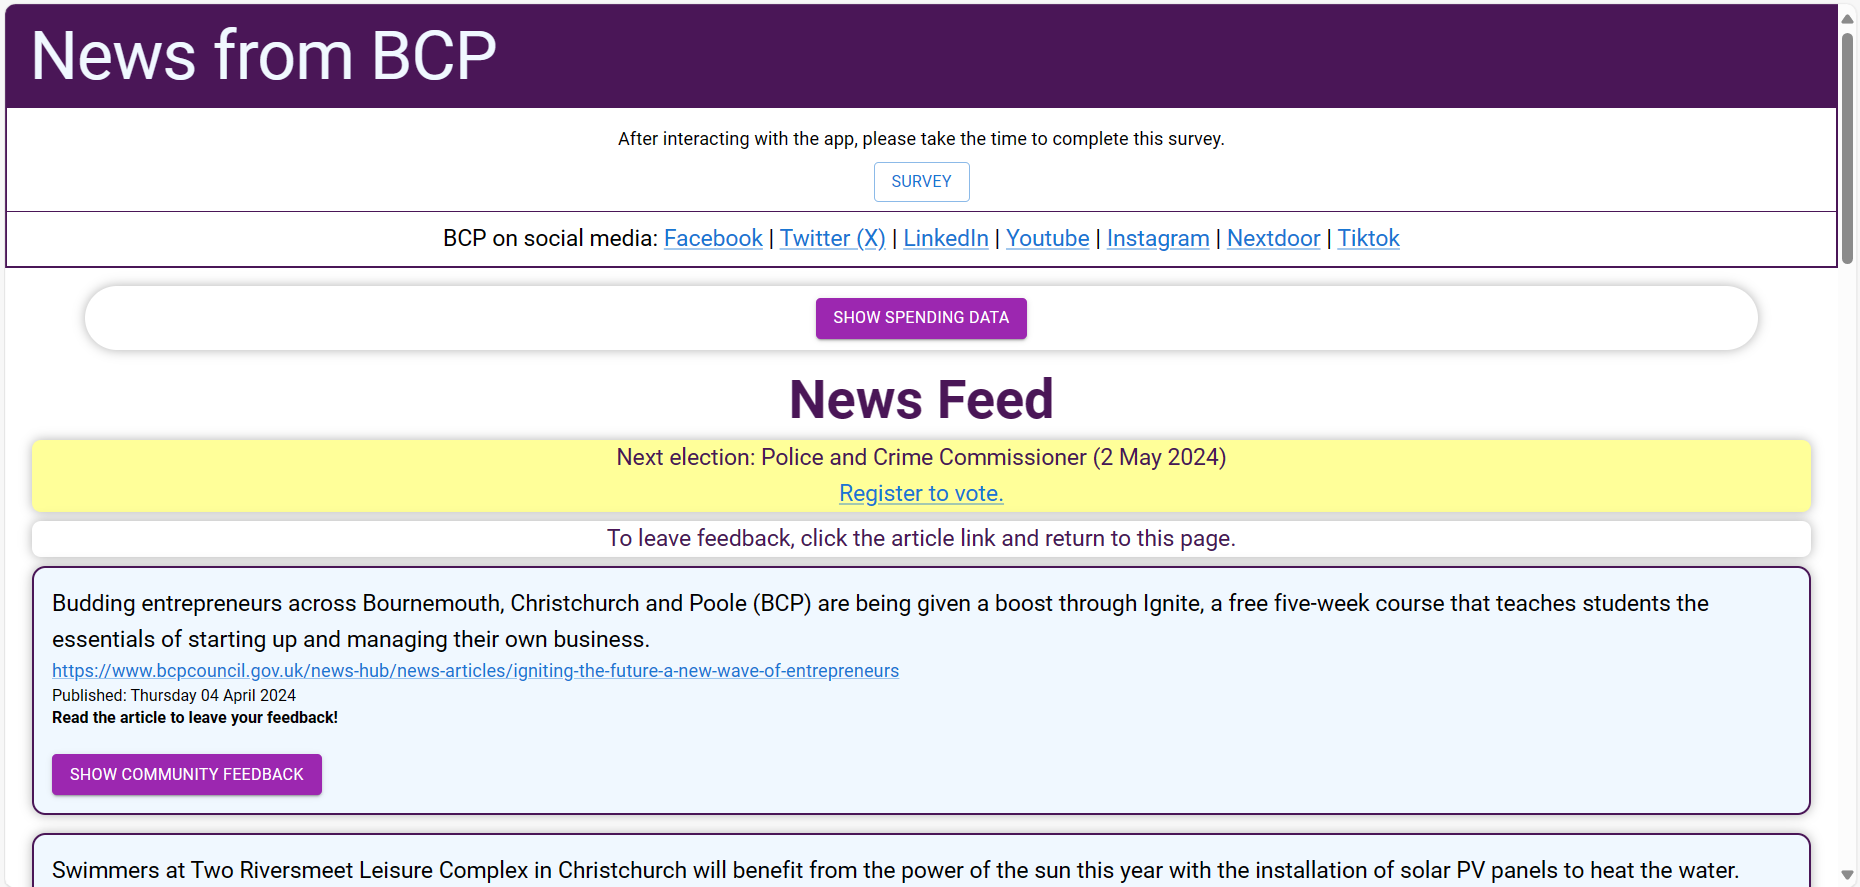 News from BCP
After interacting with the app, please take the time to complete this survey.
SURVEY
BCP on social media: Facebook | Twitter (X) | LinkedIn | Youtube | Instagram | Nextdoor | Tiktok
SHOW SPENDING DATA
News Feed
Next election: Police and Crime Commissioner (2 May 2024)
Register to vote.
To leave feedback, click the article link and return to this page.
Budding entrepreneurs across Bournemouth, Christchurch and Poole (BCP) are being given a boost through Ignite, a free five-week course that teaches students the
essentials of starting up and managing their own business.
https://www.bcpcouncil.gov.uk/news-hub/news-articles/igniting-the-future-a-new-wave-of-entrepreneurs
Published: Thursday 04 April 2024
Read the article to leave your feedback!
SHOW COMMUNITY FEEDBACK
Swimmers at Two Riversmeet Leisure Complex in Christchurch will benefit from the power of the sun this year with the installation of solar PV panels to heat the water.